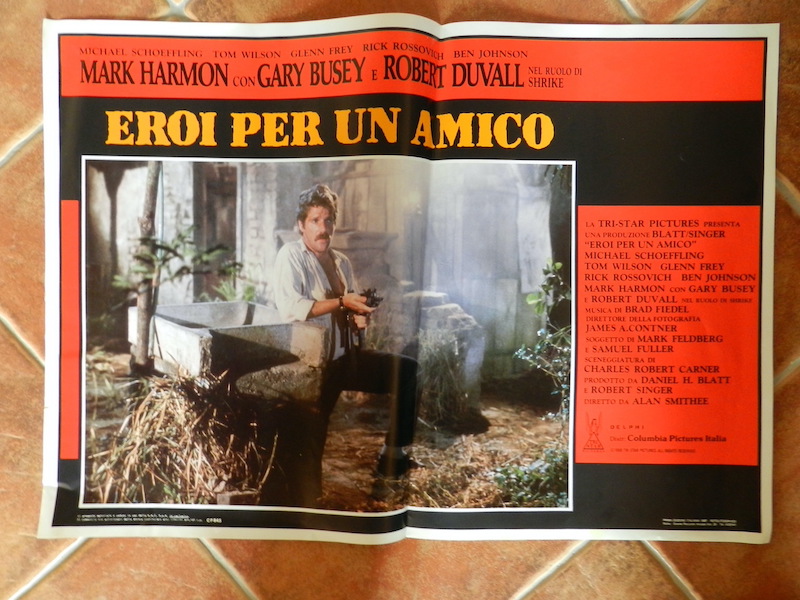 MICHAEL SCHOEFFLING TOM WILSON GLENN FREY RICK ROSSOVICH BEN JOHNSON
MARK HARMON CON GARY BUSEY E ROBERT DUVALL NEL RUOLO DI SHRIKE
EROI PER UN AMICO
LA TRI-STAR PICTURES PRESENTA
UNA PRODUZIONE BLATT/SINGER
"EROI PER UN AMICO"
MICHAEL SCHOEFFLING
TOM WILSON GLENN FREY
RICK ROSSOVICH BEN JOHNSON
MARK HARMON CON GARY BUSEY
E ROBERT DUVALL NEL RUOLO DI SHRIKE
MUSICA DI BRAD FIEDEL
DIRETTORE DELLA FOTOGRAFIA
JAMES A.CONTNER
SOGGETTO DI MARK FELDBERG
E SAMUEL FULLER
SCENEGGIATURA DI
CHARLES ROBERT CARNER
PRODOTTO DA DANIEL H. BLATT
E ROBERT SINGER
DIRETTO DA ALAN SMITHEE
DELPHI
Distr. Columbia Pictures Italia